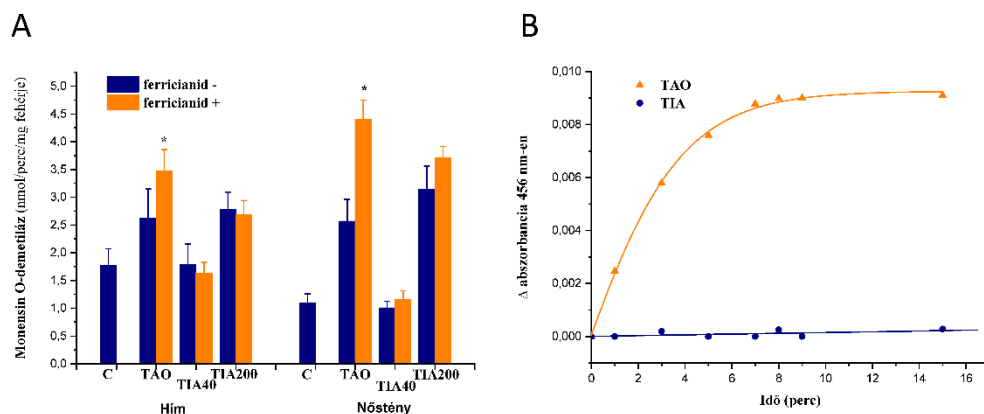 A
Monensin O-demetiláz (nmol/perc/mg fehérje)
5,0
4,5
4,0
3,5
3,0
2,5
2,0
1,5
1,0
0,5
0,0
ferricianid -
ferricianid +
*
*
C
TAO
TIA40
TIA200
C
TAO
TIA40
TIA200
Hím
Nőstény
B
Δ abszorbancia 456 nm-en
0,010
0,008
0,006
0,004
0,002
0,000
TAO
TIA
0 2 4 6 8 10 12 14 16
Idő (perc)